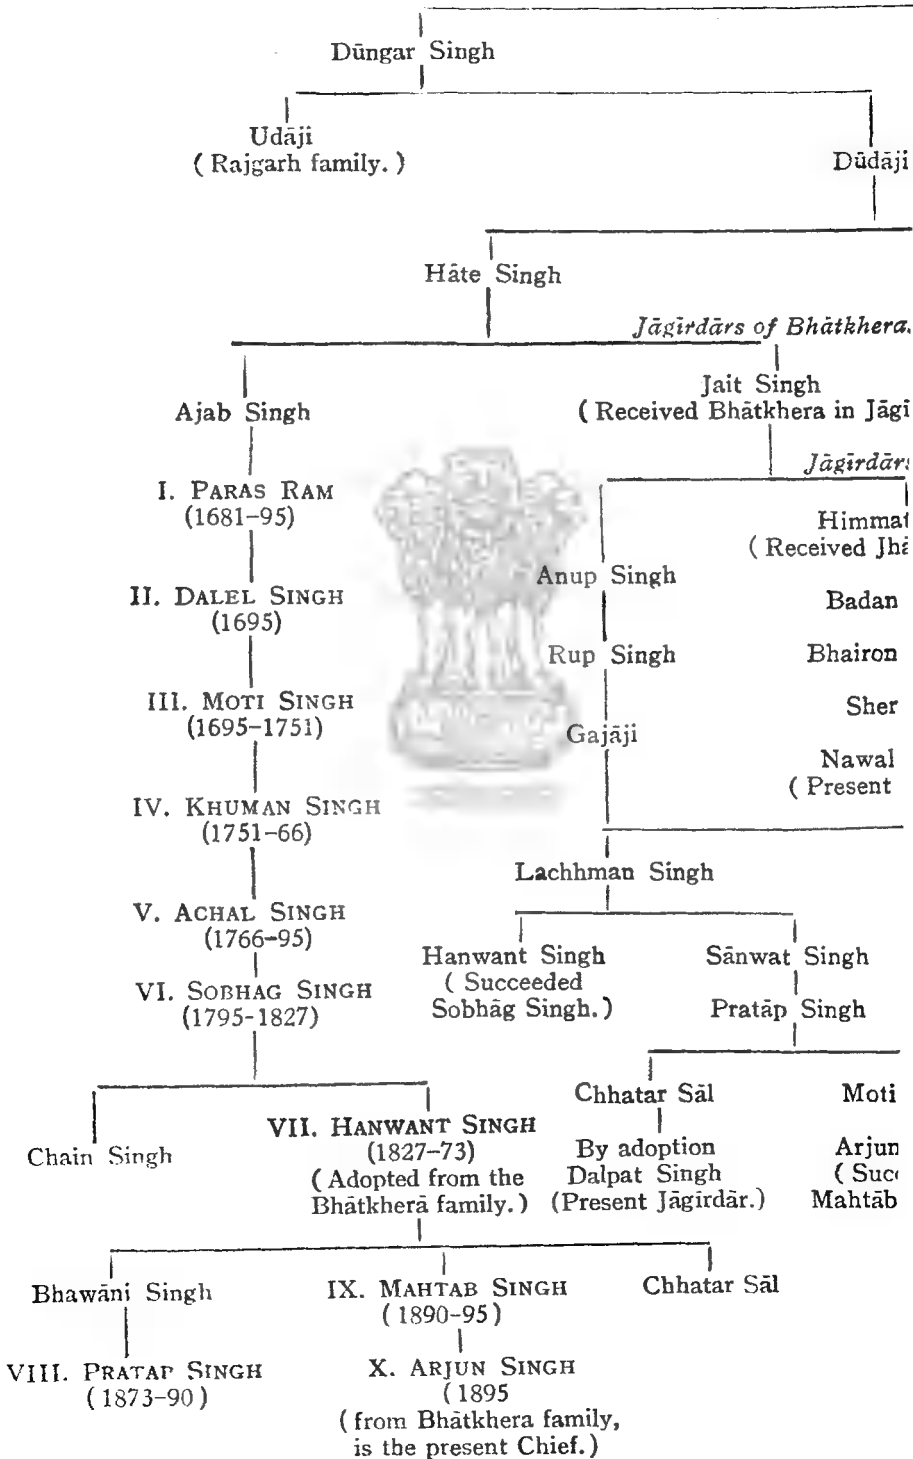 Dūngar Singh
Udāji
( Rajgarh family. )
Dūdāji
Hāte Singh
Jāgīrdārs of Bhātkhera.
Ajab Singh
Jait Singh
( Received Bhātkhera in Jāgī
Jāgīrdārs
I. PARAS RAM
(1681–95)
Himmat
( Received Jhā
Anup Singh
II. DALEL SINGH
(1695)
Badan
Rup Singh
Bhairon
III. MOTI SINGH
(1695–1751)
Sher
Gajāji
Nawal
( Present
IV. KHUMAN SINGH
(1751–66)
Lachhman Singh
V. ACHAL SINGH
(1766–95)
Hanwant Singh
( Succeeded
Sobhāg Singh. )
Sānwat Singh
VI. SOBHAG SINGH
(1795–1827)
Pratāp Singh
Chain Singh
VII. HANWANT SINGH
(1827–73)
( Adopted from the
Bhātkherā family. )
Chhatar Sāl
By adoption
Dalpat Singh
(Present Jāgīrdār. )
Moti
Arjun
( Suc
Mahtāb
Bhawāni Singh
IX. MAHTAB SINGH
( 1890–95)
Chhatar Sāl
VIII. PRATAP SINGH
( 1873–90 )
X. ARJUN SINGH
(1895
( from Bhātkhera family,
is the present Chief. )